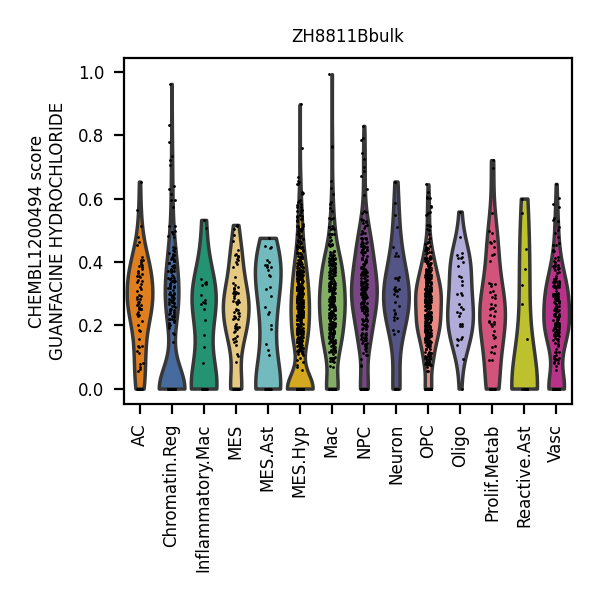 ZH8811Bbulk
CHEMBL1200494 score
GUANFACINE HYDROCHLORIDE
1.0
0.8
0.6
0.4
0.2
0.0
AC
Chromatin.Reg
Inflammatory.Mac
MES
MES.Ast
MES.Hyp
Mac
NPC
Neuron
OPC
Oligo
Prolif.Metab
Reactive.Ast
Vasc